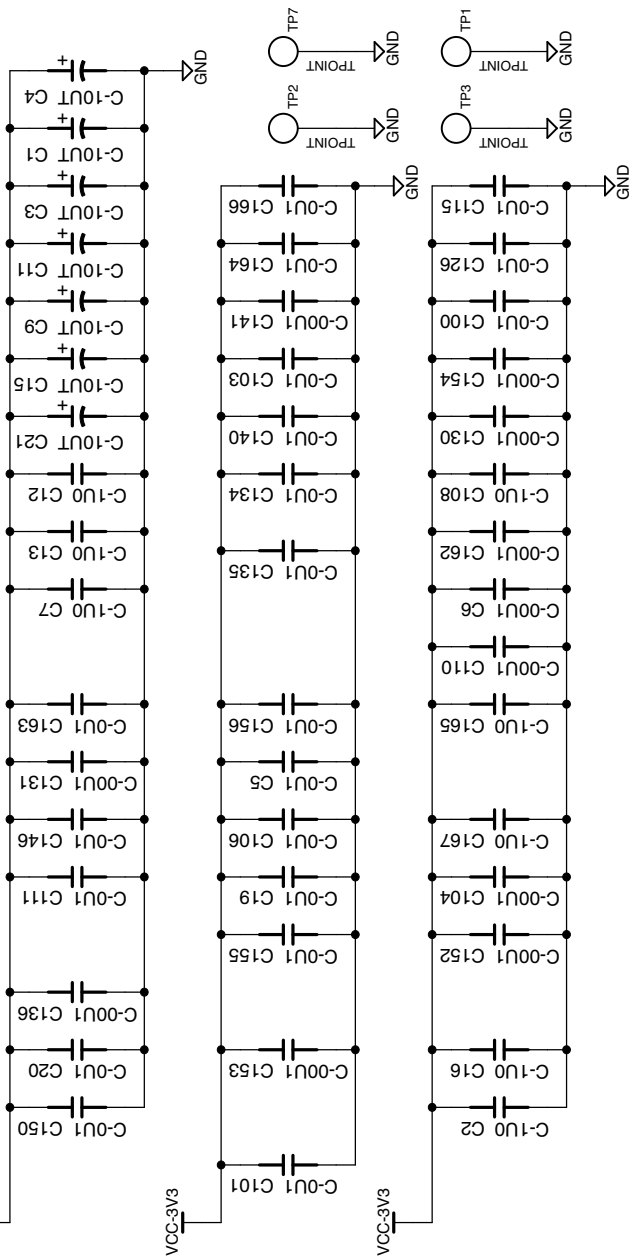 C4 C-10UT
C1 C-10UT
C3 C-10UT
C11 C-10UT
C9 C-10UT
C15 C-10UT
C21 C-10UT
C12 C-1U0
C13 C-1U0
C7 C-1U0
C163 C-0U1
C131 C-00U1
C146 C-0U1
C111 C-0U1
C136 C-00U1
C20 C-0U1
C150 C-0U1
+
+
+
+
+
+
+
GND
TP7
TPOINT
GND
TP2
TPOINT
GND
C166 C-0U1
C164 C-0U1
C141 C-00U1
C103 C-0U1
C140 C-0U1
C134 C-0U1
C135 C-0U1
C156 C-0U1
C5 C-0U1
C106 C-0U1
C19 C-0U1
C155 C-0U1
C153 C-00U1
C101 C-0U1
GND
VCC-3V3
TP1
TPOINT
GND
TP3
TPOINT
GND
C115 C-0U1
C126 C-0U1
C100 C-0U1
C154 C-00U1
C130 C-00U1
C108 C-1U0
C162 C-00U1
C6 C-00U1
C110 C-00U1
C165 C-1U0
C167 C-1U0
C104 C-00U1
C152 C-00U1
C16 C-1U0
C2 C-1U0
GND
VCC-3V3